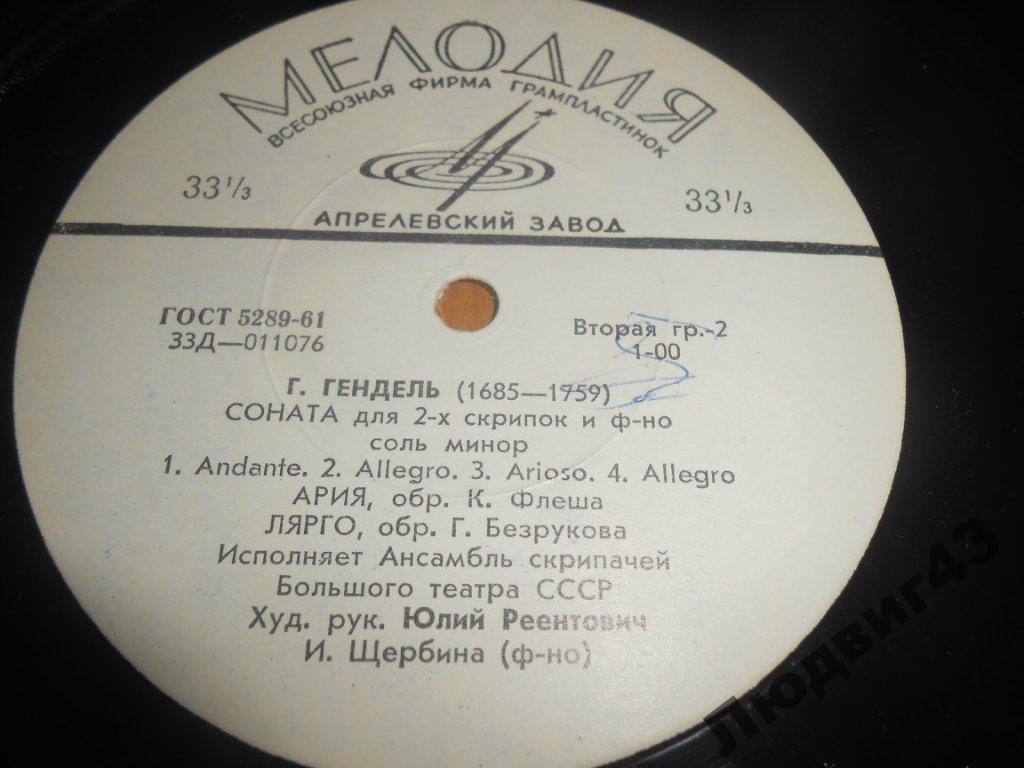 МЕЛОДИЯ
ВСЕСОЮЗНАЯ ФИРМА ГРАМПЛАСТИНОК
33⅓ 33⅓
АПРЕЛЕВСКИЙ ЗАВОД
ГОСТ 5289-61 Вторая гр.-2
33Д—011076 1-00
Г. ГЕНДЕЛЬ (1685—1759)
СОНАТА для 2-х скрипок и ф-но
соль минор
1. Andante. 2. Allegro. 3. Arioso. 4. Allegro
АРИЯ, обр. К. Флеша
ЛЯРГО, обр. Г. Безрукова
Исполняет Ансамбль скрипачей
Большого театра СССР
Худ. рук. Юлий Реентович
И. Щербина (ф-но)
Людвиг43